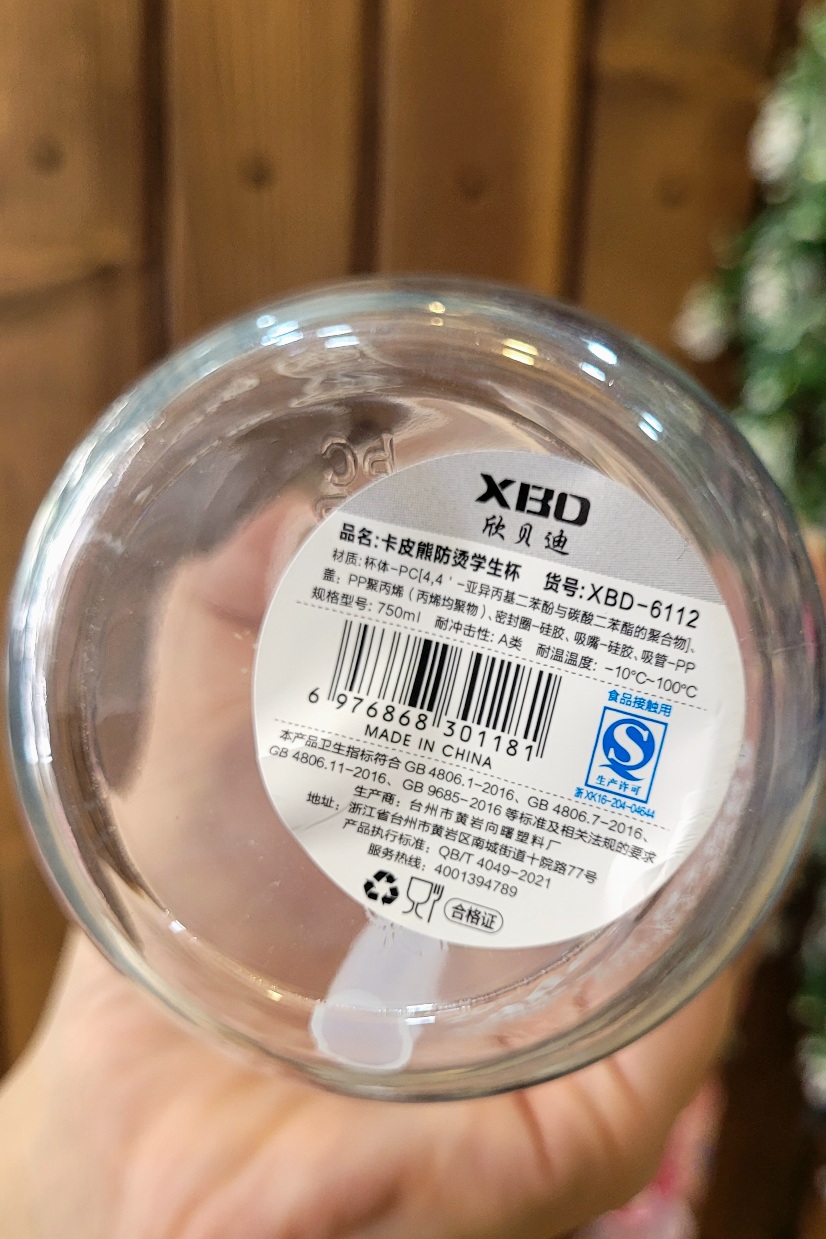 PC
XBD
欣贝迪
品名:卡皮熊防烫学生杯 货号:XBD-6112
材质:杯体-PC[4,4'-亚异丙基二苯酚与碳酸二苯酯的聚合物]、
盖:PP聚丙烯(丙烯均聚物)、密封圈-硅胶、吸嘴-硅胶、吸管-PP
规格型号:750ml 耐冲击性:A类 耐温温度:-10℃~100℃
6 976868 301181
MADE IN CHINA
食品接触用
生产许可
浙XK16-204-04644
本产品卫生指标符合 GB 4806.1-2016、GB 4806.7-2016、
GB 4806.11-2016、GB 9685-2016 等标准及相关法规的要求
生产商:台州市黄岩向曙塑料厂
地址:浙江省台州市黄岩区南城街道十院路77号
产品执行标准:QB/T 4049-2021
服务热线:4001394789
合格证